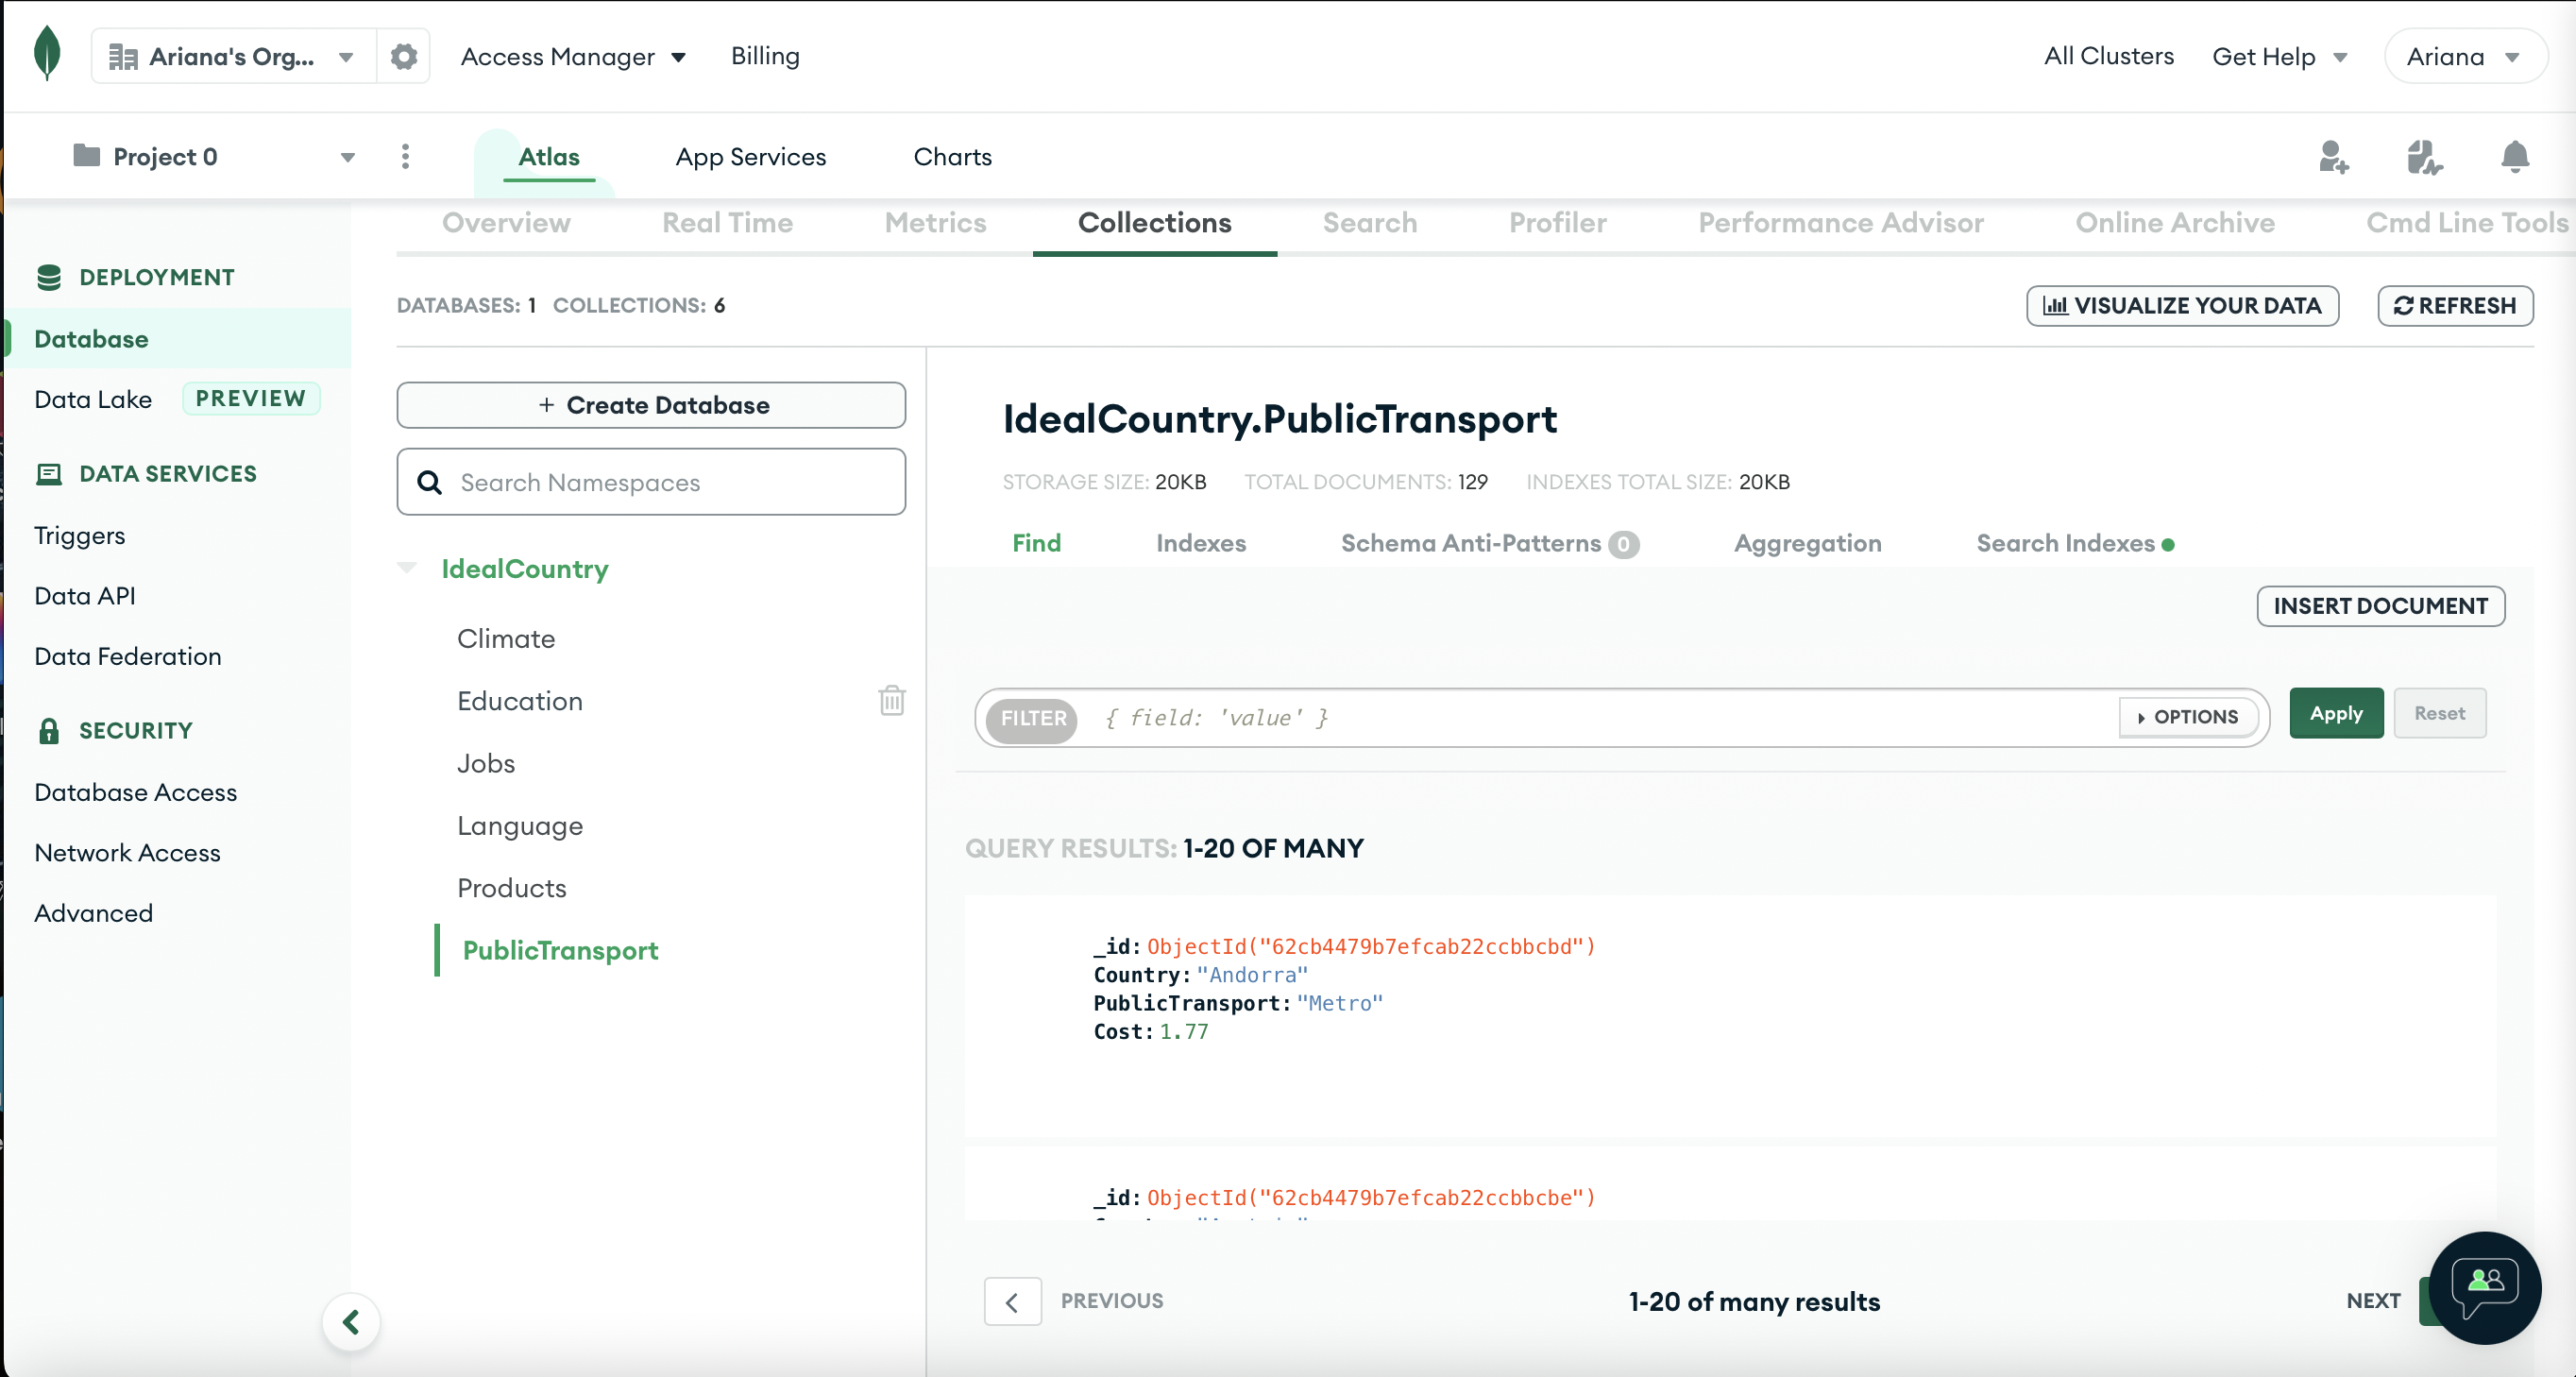 Ariana's Org... Access Manager Billing All Clusters Get Help Ariana
Project 0 Atlas App Services Charts
Overview Real Time Metrics Collections Search Profiler Performance Advisor Online Archive Cmd Line Tools
DEPLOYMENT
Database
Data Lake PREVIEW
DATA SERVICES
Triggers
Data API
Data Federation
SECURITY
Database Access
Network Access
Advanced
DATABASES: 1 COLLECTIONS: 6
VISUALIZE YOUR DATA
REFRESH
+ Create Database
Search Namespaces
IdealCountry
Climate
Education
Jobs
Language
Products
PublicTransport
IdealCountry.PublicTransport
STORAGE SIZE: 20KB TOTAL DOCUMENTS: 129 INDEXES TOTAL SIZE: 20KB
Find Indexes Schema Anti-Patterns 0 Aggregation Search Indexes
INSERT DOCUMENT
FILTER { field: 'value' } OPTIONS Apply Reset
QUERY RESULTS: 1-20 OF MANY
_id: ObjectId("62cb4479b7efcab22ccbbcbd")
Country: "Andorra"
PublicTransport: "Metro"
Cost: 1.77
_id: ObjectId("62cb4479b7efcab22ccbbcbe")
PREVIOUS 1-20 of many results NEXT